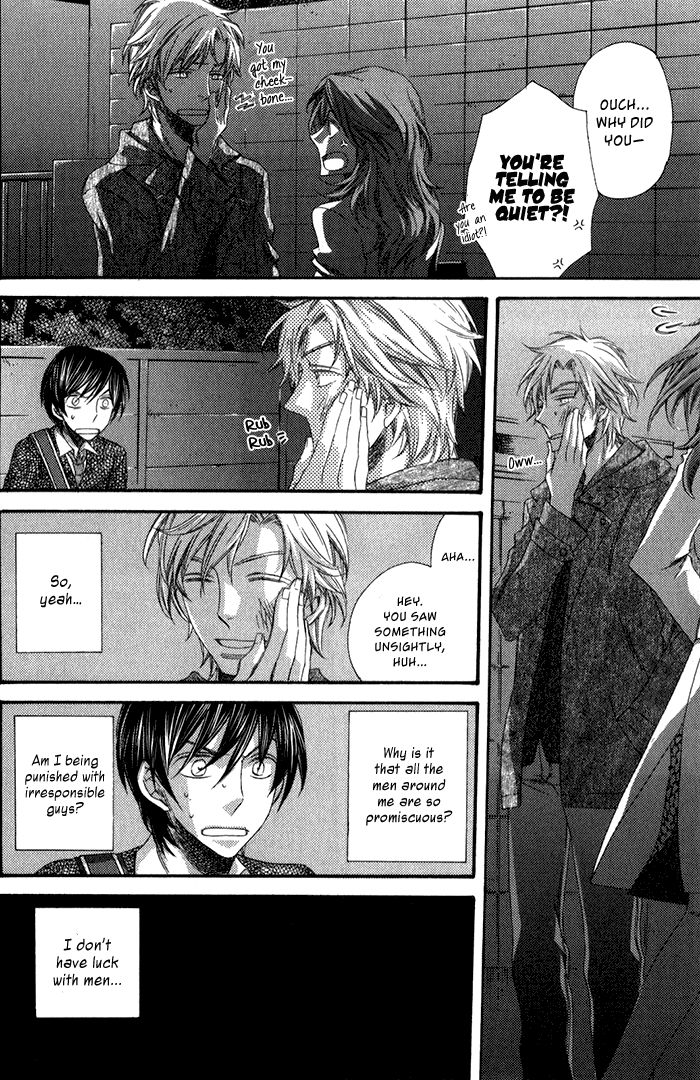 OUCH...
WHY DID
YOU—
YOU'RE
TELLING
ME TO BE
QUIET?!
Are
you an
idiot?!
You
got my
cheek-
bone...
Oww...
Rub
Rub
AHA...
HEY.
YOU SAW
SOMETHING
UNSIGHTLY,
HUH...
So,
yeah...
Why is it
that all the
men around
me are so
promiscuous?
Am I being
punished with
irresponsible
guys?
I don't
have luck
with men...